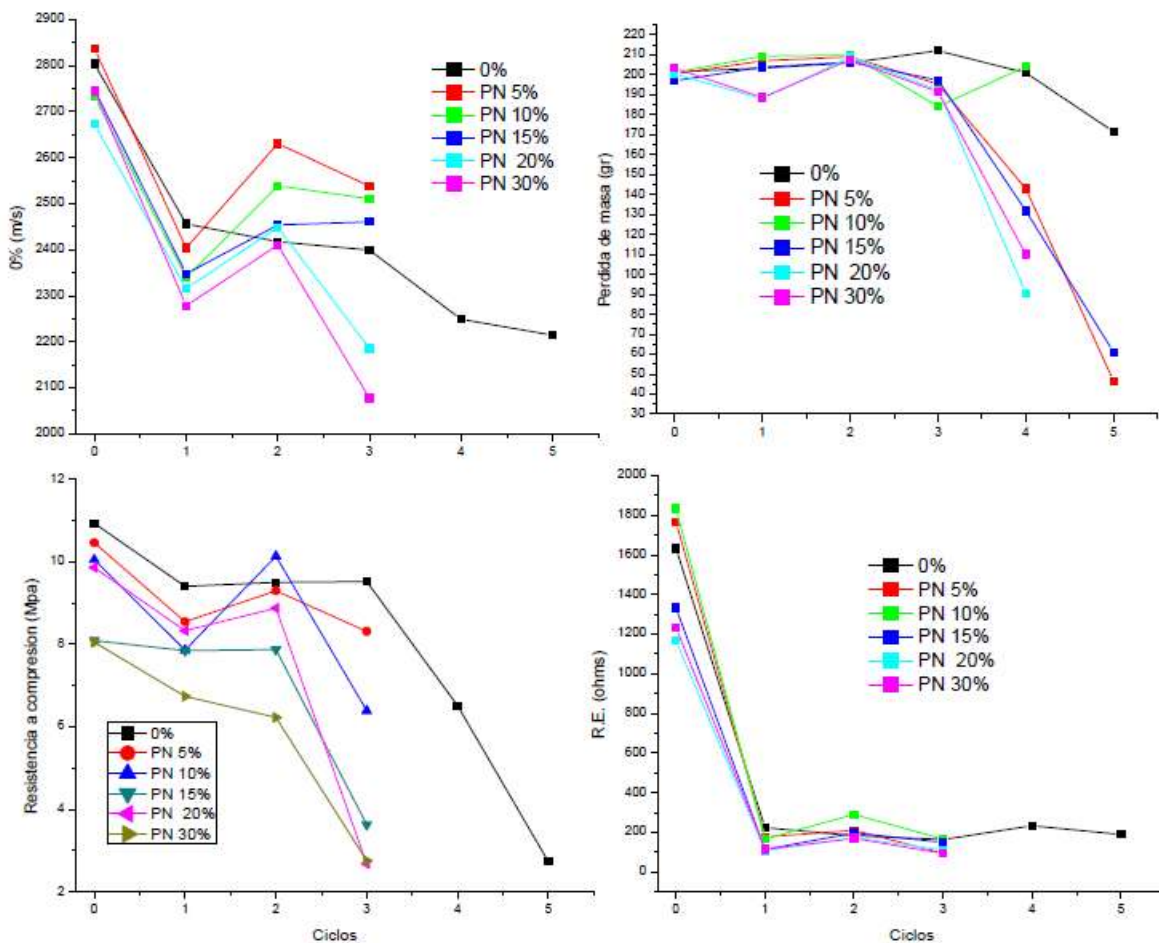 2900
2800
2700
2600
2500
2400
2300
2200
2100
2000
0% (m/s)
0%
PN 5%
PN 10%
PN 15%
PN 20%
PN 30%
0 1 2 3 4 5
220
210
200
190
180
170
160
150
140
130
120
110
100
90
80
70
60
50
40
30
Perdida de masa (gr)
0%
PN 5%
PN 10%
PN 15%
PN 20%
PN 30%
0 1 2 3 4 5
12
10
8
6
4
2
Resistencia a compresion (Mpa)
0%
PN 5%
PN 10%
PN 15%
PN 20%
PN 30%
0 1 2 3 4 5
Ciclos
2000
1800
1600
1400
1200
1000
800
600
400
200
0
R.E. (ohms)
0%
PN 5%
PN 10%
PN 15%
PN 20%
PN 30%
0 1 2 3 4 5
Ciclos